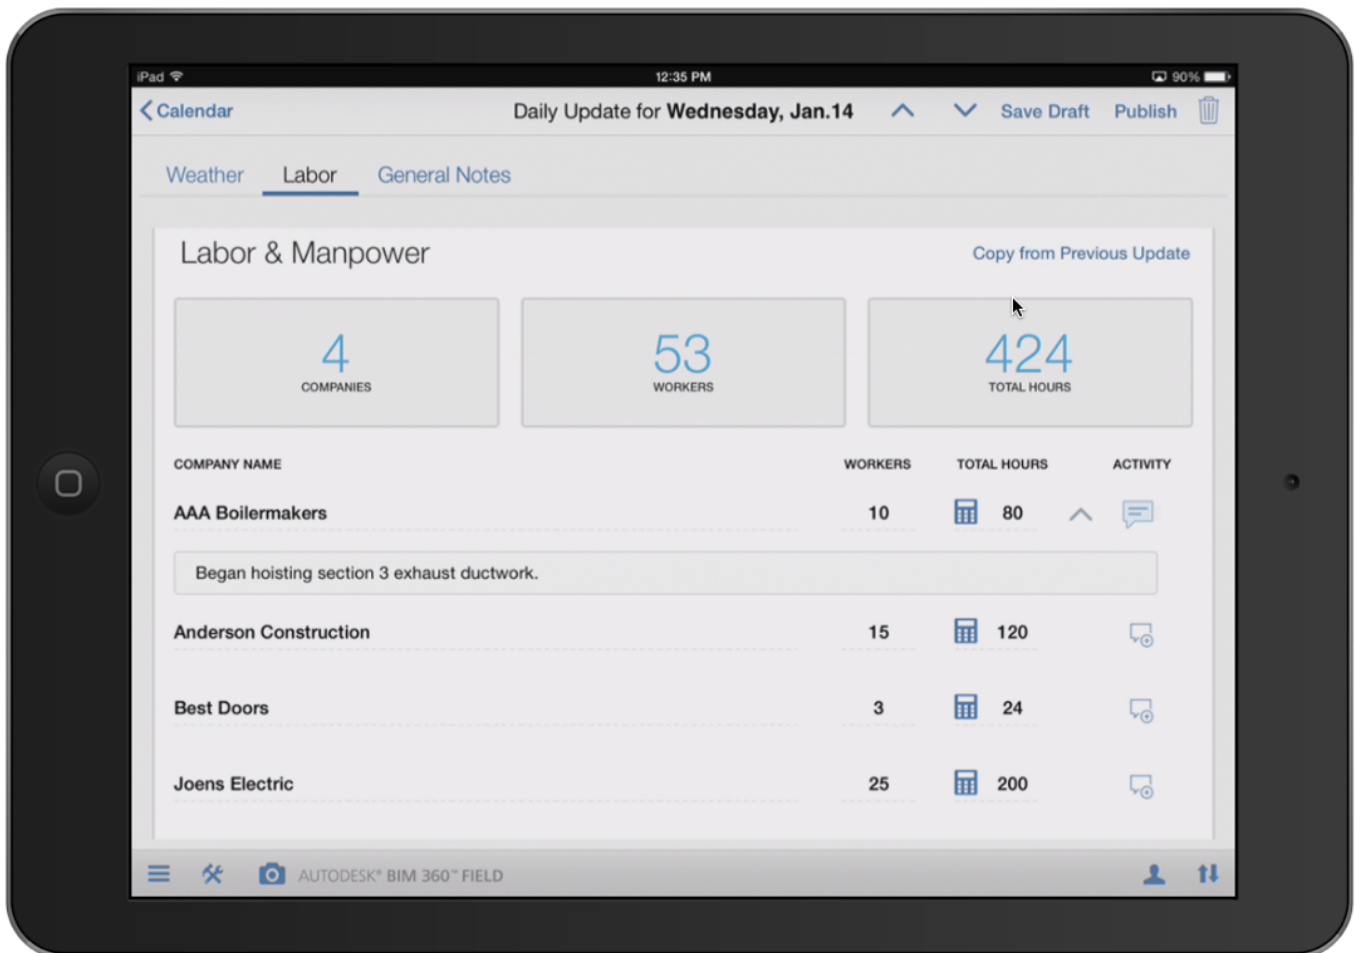 iPad 12:35 PM 90%
Calendar Daily Update for Wednesday, Jan.14 Save Draft Publish
Weather Labor General Notes
Labor & Manpower Copy from Previous Update
4 53 424
COMPANIES WORKERS TOTAL HOURS
COMPANY NAME WORKERS TOTAL HOURS ACTIVITY
AAA Boilermakers 10 80
Began hoisting section 3 exhaust ductwork.
Anderson Construction 15 120
Best Doors 3 24
Joens Electric 25 200
AUTODESK® BIM 360™ FIELD